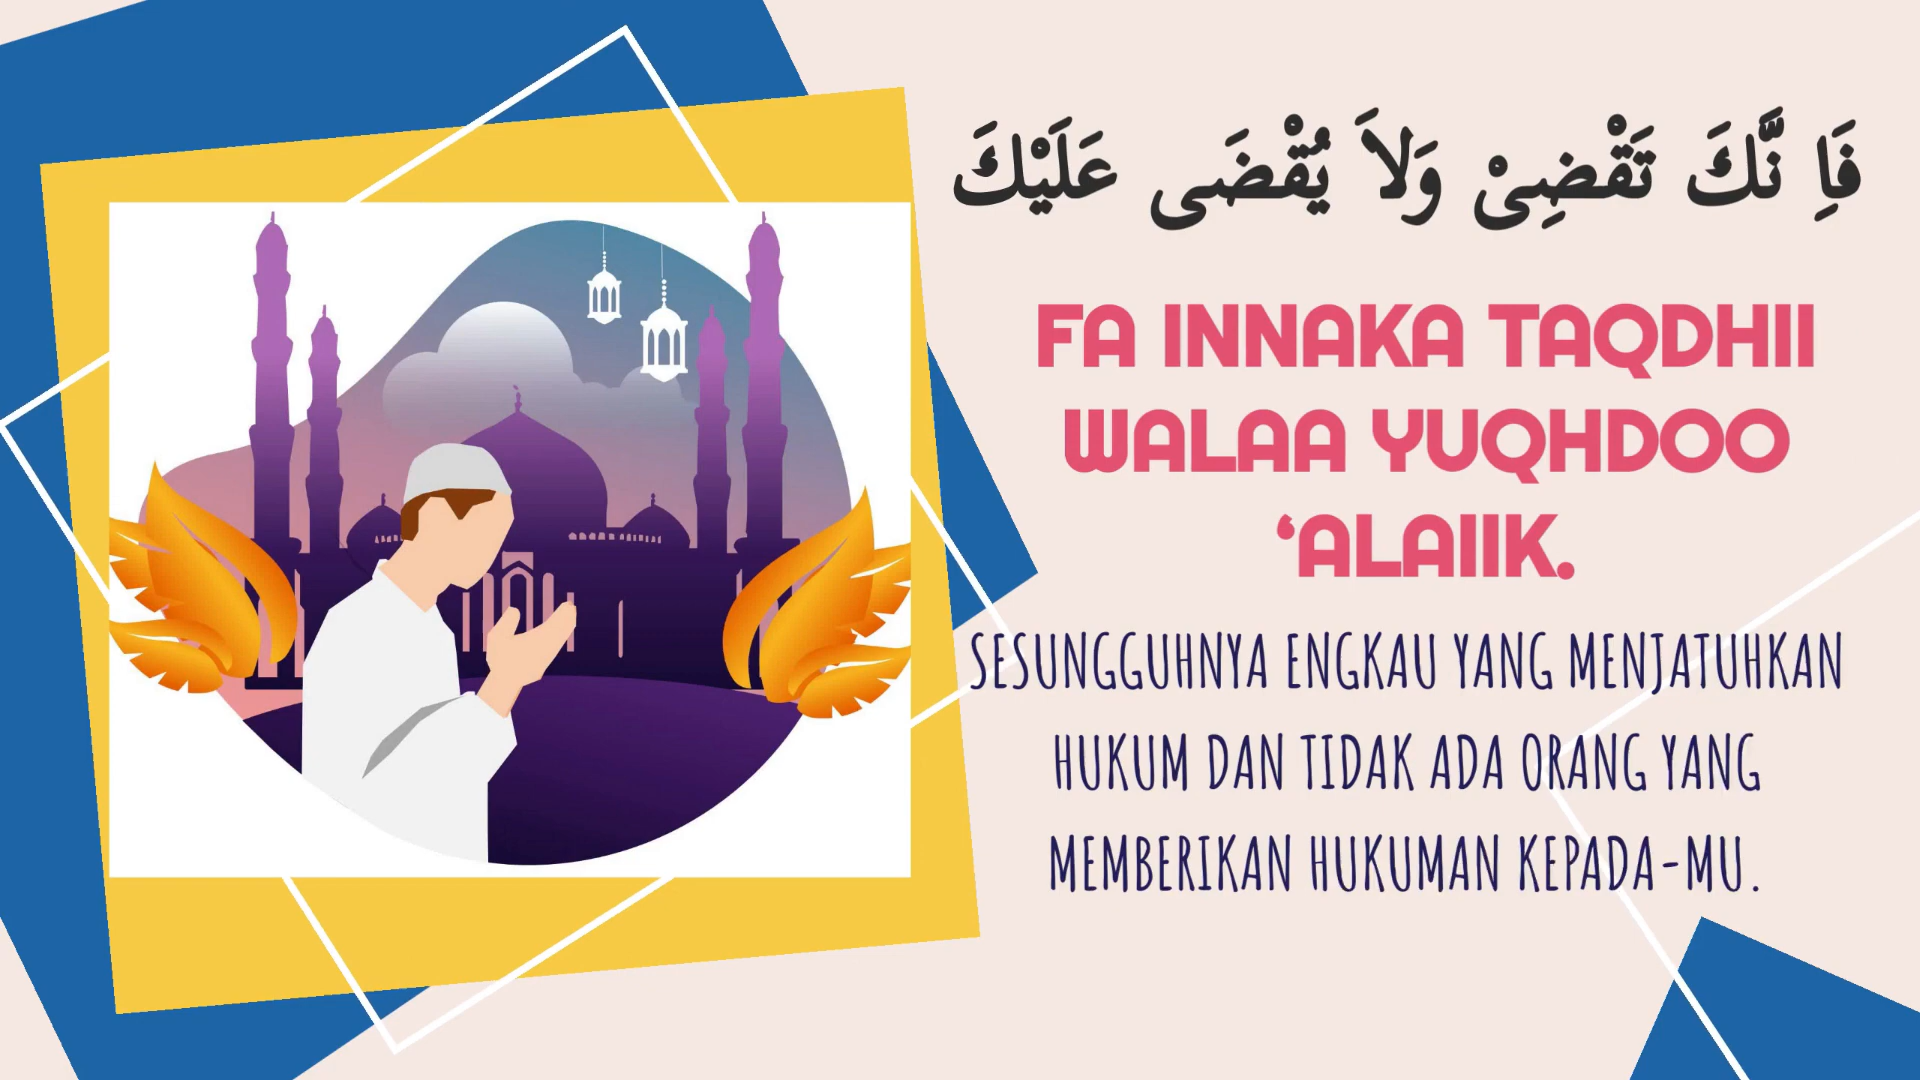 فَاِ نَّكَ تَقْضِىْ وَلاَ يُقْضَى عَلَيْكَ
FA INNAKA TAQDHII
WALAA YUQHDOO
‘ALAIIK.
SESUNGGUHNYA ENGKAU YANG MENJATUHKAN
HUKUM DAN TIDAK ADA ORANG YANG
MEMBERIKAN HUKUMAN KEPADA-MU.